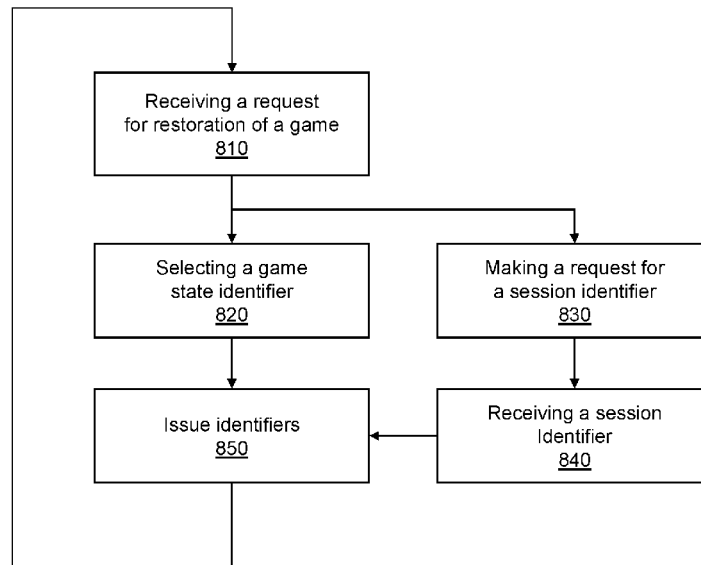 Receiving a request
for restoration of a game
810
Selecting a game
state identifier
820
Making a request for
a session identifier
830
Issue identifiers
850
Receiving a session
Identifier
840